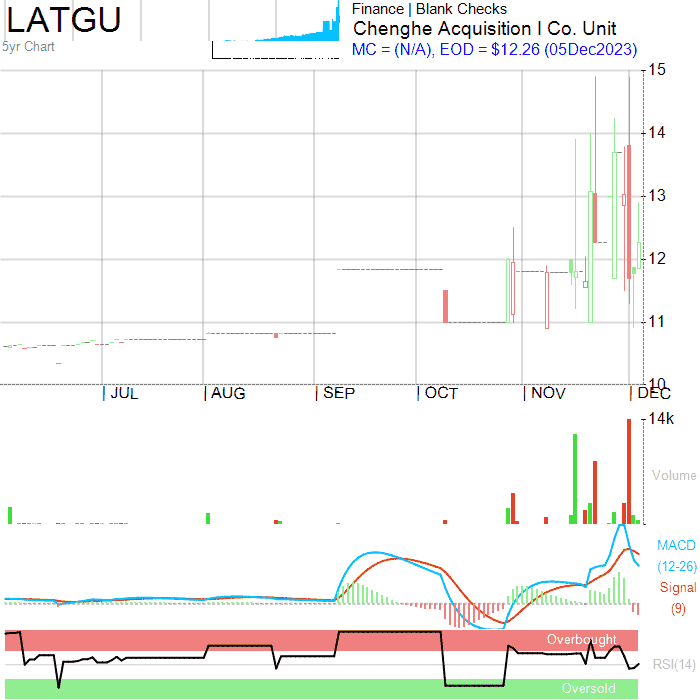 LATGU
5yr Chart
Finance | Blank Checks
Chenghe Acquisition I Co. Unit
MC = (N/A), EOD = $12.26 (05Dec2023)
15
14
13
12
11
10
| JUL | AUG | SEP | OCT | NOV | DEC
14k
Volume
MACD
(12-26)
Signal
(9)
Overbought
RSI(14)
Oversold